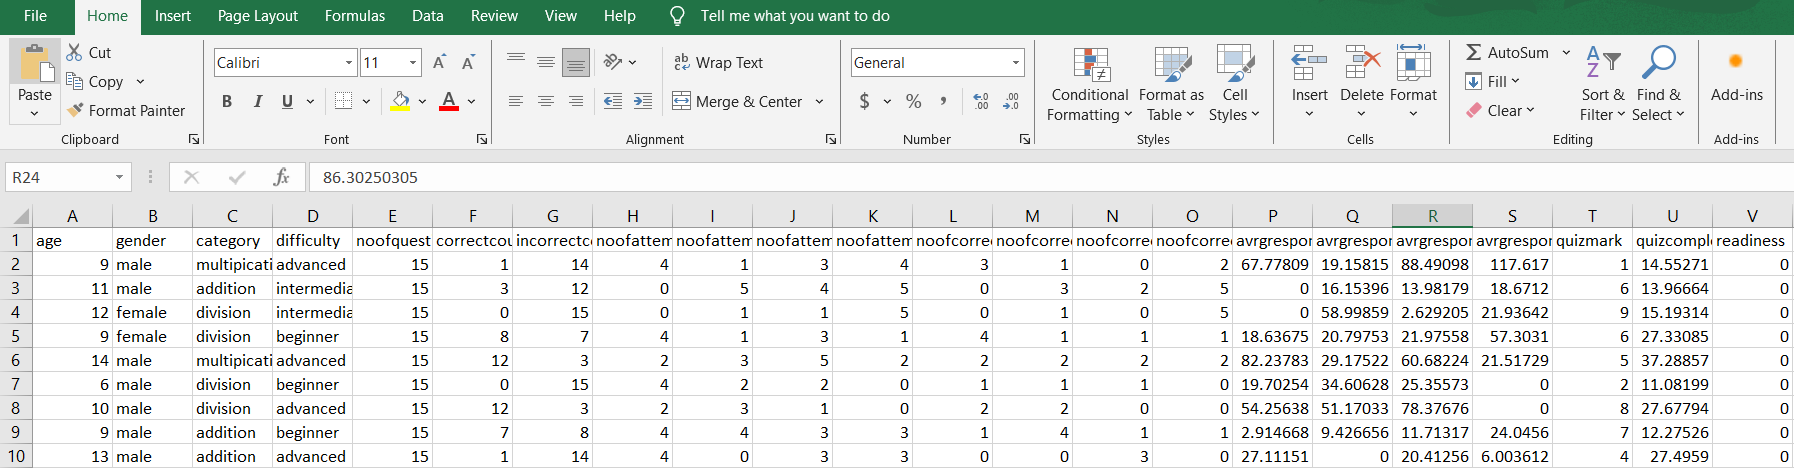 File Home Insert Page Layout Formulas Data Review View Help Tell me what you want to do
Paste Cut Copy Format Painter Clipboard
Calibri 11 A A B I U A Font
ab Wrap Text Merge & Center Alignment
General $ % , Number
Conditional Formatting Format as Table Cell Styles Styles
Insert Delete Format Cells
AutoSum Fill Clear Sort & Filter Find & Select Editing
Add-ins Add-ins
R24 fx 86.30250305
A B C D E F G H I J K L M N O P Q R S T U V
1 age gender category difficulty noofquest correctcou incorrectc noofattem noofattem noofattem noofattem noofcorre noofcorre noofcorre noofcorre avrgrespor avrgrespor avrgrespor avrgrespor quizmark quizcomple readiness
2 9 male multipicati advanced 15 1 14 4 1 3 4 3 1 0 2 67.77809 19.15815 88.49098 117.617 1 14.55271 0
3 11 male addition intermedia 15 3 12 0 5 4 5 0 3 2 5 0 16.15396 13.98179 18.6712 6 13.96664 0
4 12 female division intermedia 15 0 15 0 1 1 5 0 1 0 5 0 58.99859 2.629205 21.93642 9 15.19314 0
5 9 female division beginner 15 8 7 4 1 3 1 4 1 1 1 18.63675 20.79753 21.97558 57.3031 6 27.33085 0
6 14 male multipicati advanced 15 12 3 2 3 5 2 2 2 2 2 82.23783 29.17522 60.68224 21.51729 5 37.28857 0
7 6 male division beginner 15 0 15 4 2 2 0 1 1 1 0 19.70254 34.60628 25.35573 0 2 11.08199 0
8 10 male division advanced 15 12 3 2 3 1 0 2 2 0 0 54.25638 51.17033 78.37676 0 8 27.67794 0
9 9 male addition beginner 15 7 8 4 4 3 3 1 4 1 1 2.914668 9.426656 11.71317 24.0456 7 12.27526 0
10 13 male addition advanced 15 1 14 4 0 3 3 0 0 3 0 27.11151 0 20.41256 6.003612 4 27.4959 0